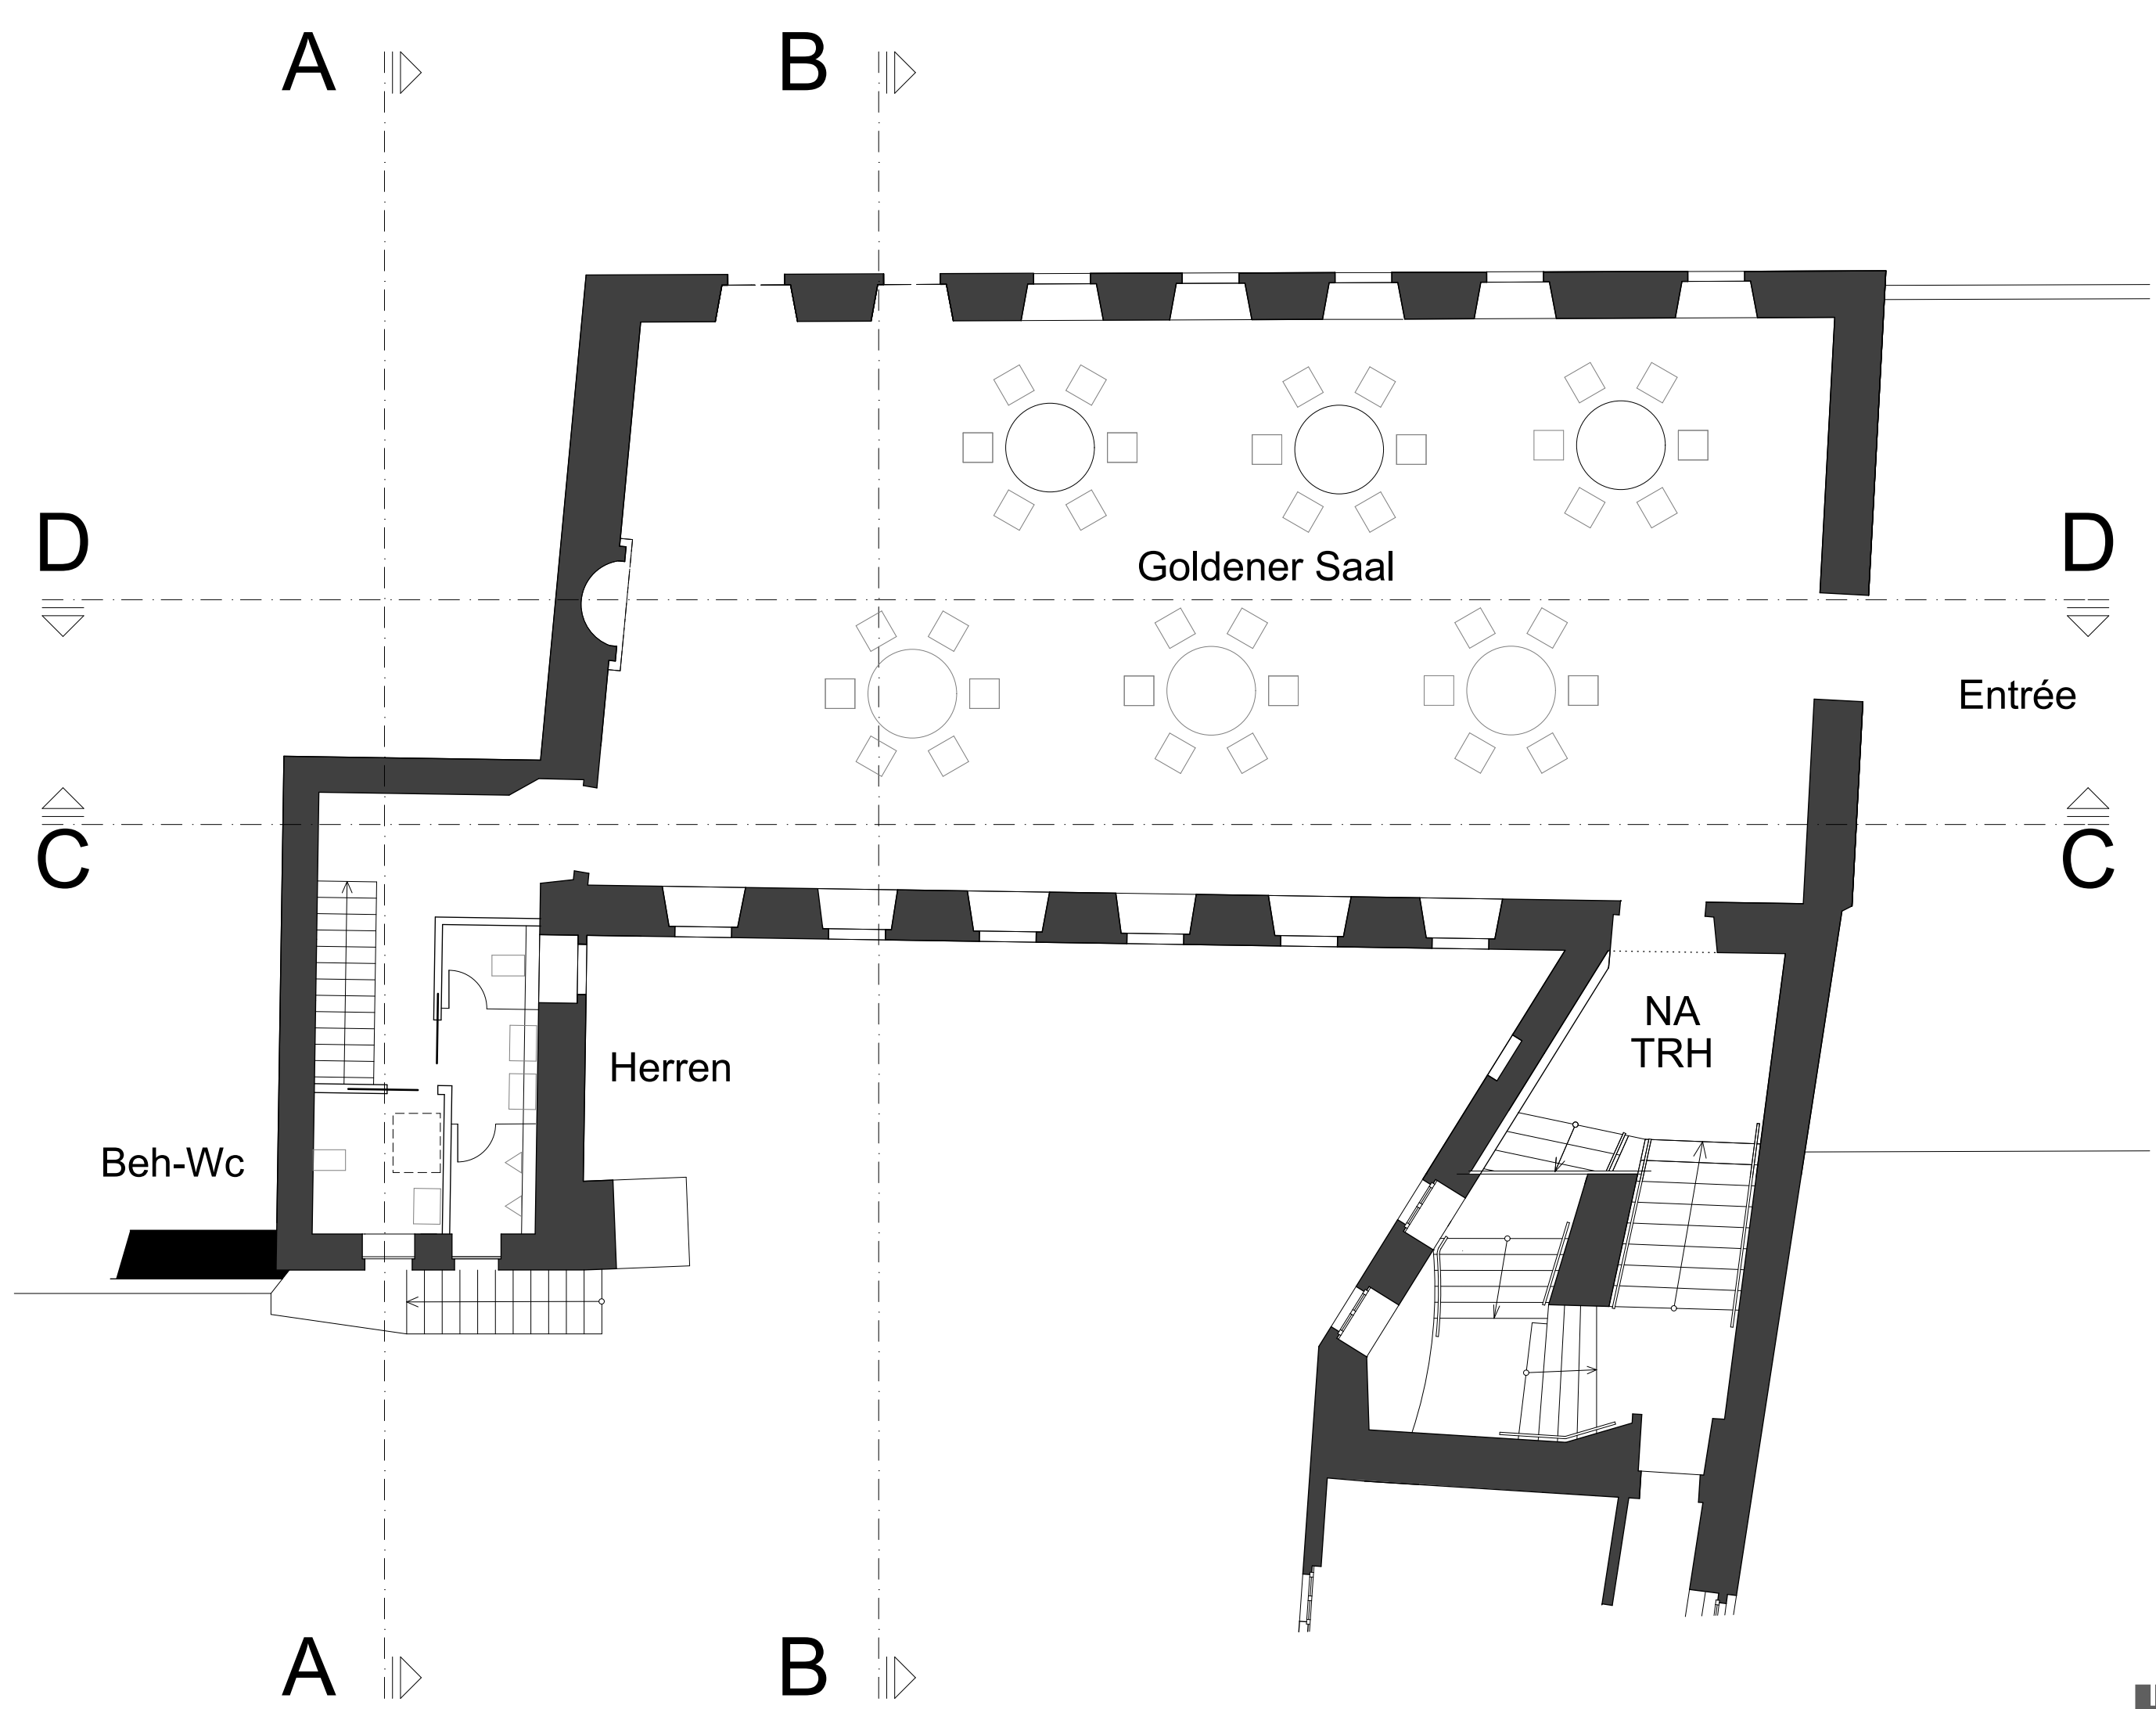 A
B
D
D
Goldener Saal
Entrée
C
C
NA
TRH
Herren
Beh-Wc
A
B